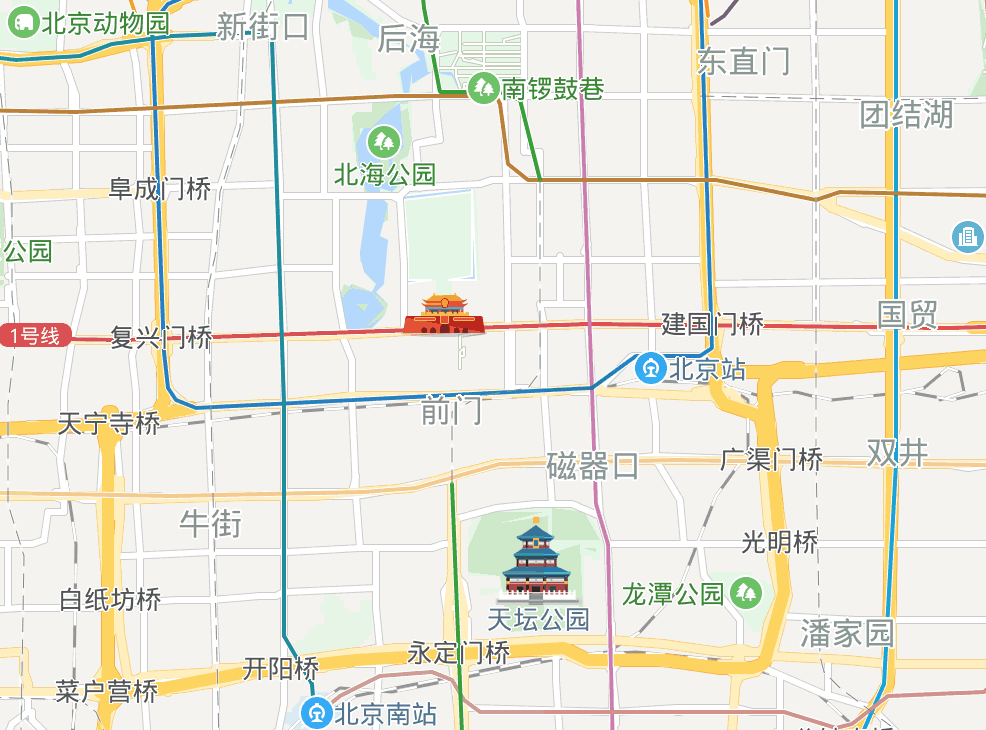 北京动物园
新街口
后海
东直门
南锣鼓巷
团结湖
北海公园
阜成门桥
公园
1号线
复兴门桥
建国门桥
国贸
北京站
前门
天宁寺桥
磁器口
广渠门桥
双井
牛街
光明桥
白纸坊桥
龙潭公园
天坛公园
潘家园
永定门桥
开阳桥
菜户营桥
北京南站